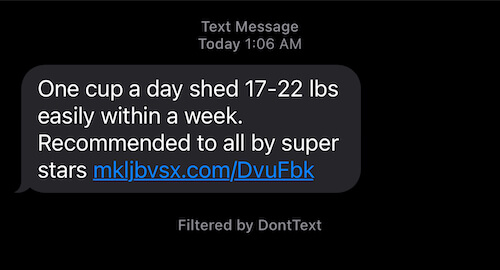 Text Message
Today 1:06 AM
One cup a day shed 17-22 lbs
easily within a week.
Recommended to all by super
stars mkljbvsx.com/DvuFbk
Filtered by DontText